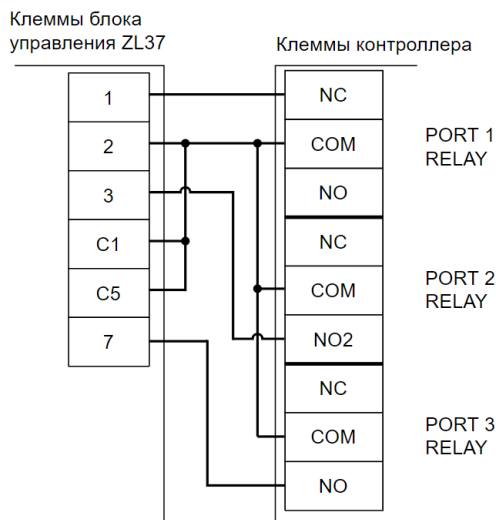 Клеммы блока
управления ZL37
Клеммы контроллера
1
2
3
C1
C5
7
NC
COM
NO
NC
COM
NO2
NC
COM
NO
PORT 1
RELAY
PORT 2
RELAY
PORT 3
RELAY